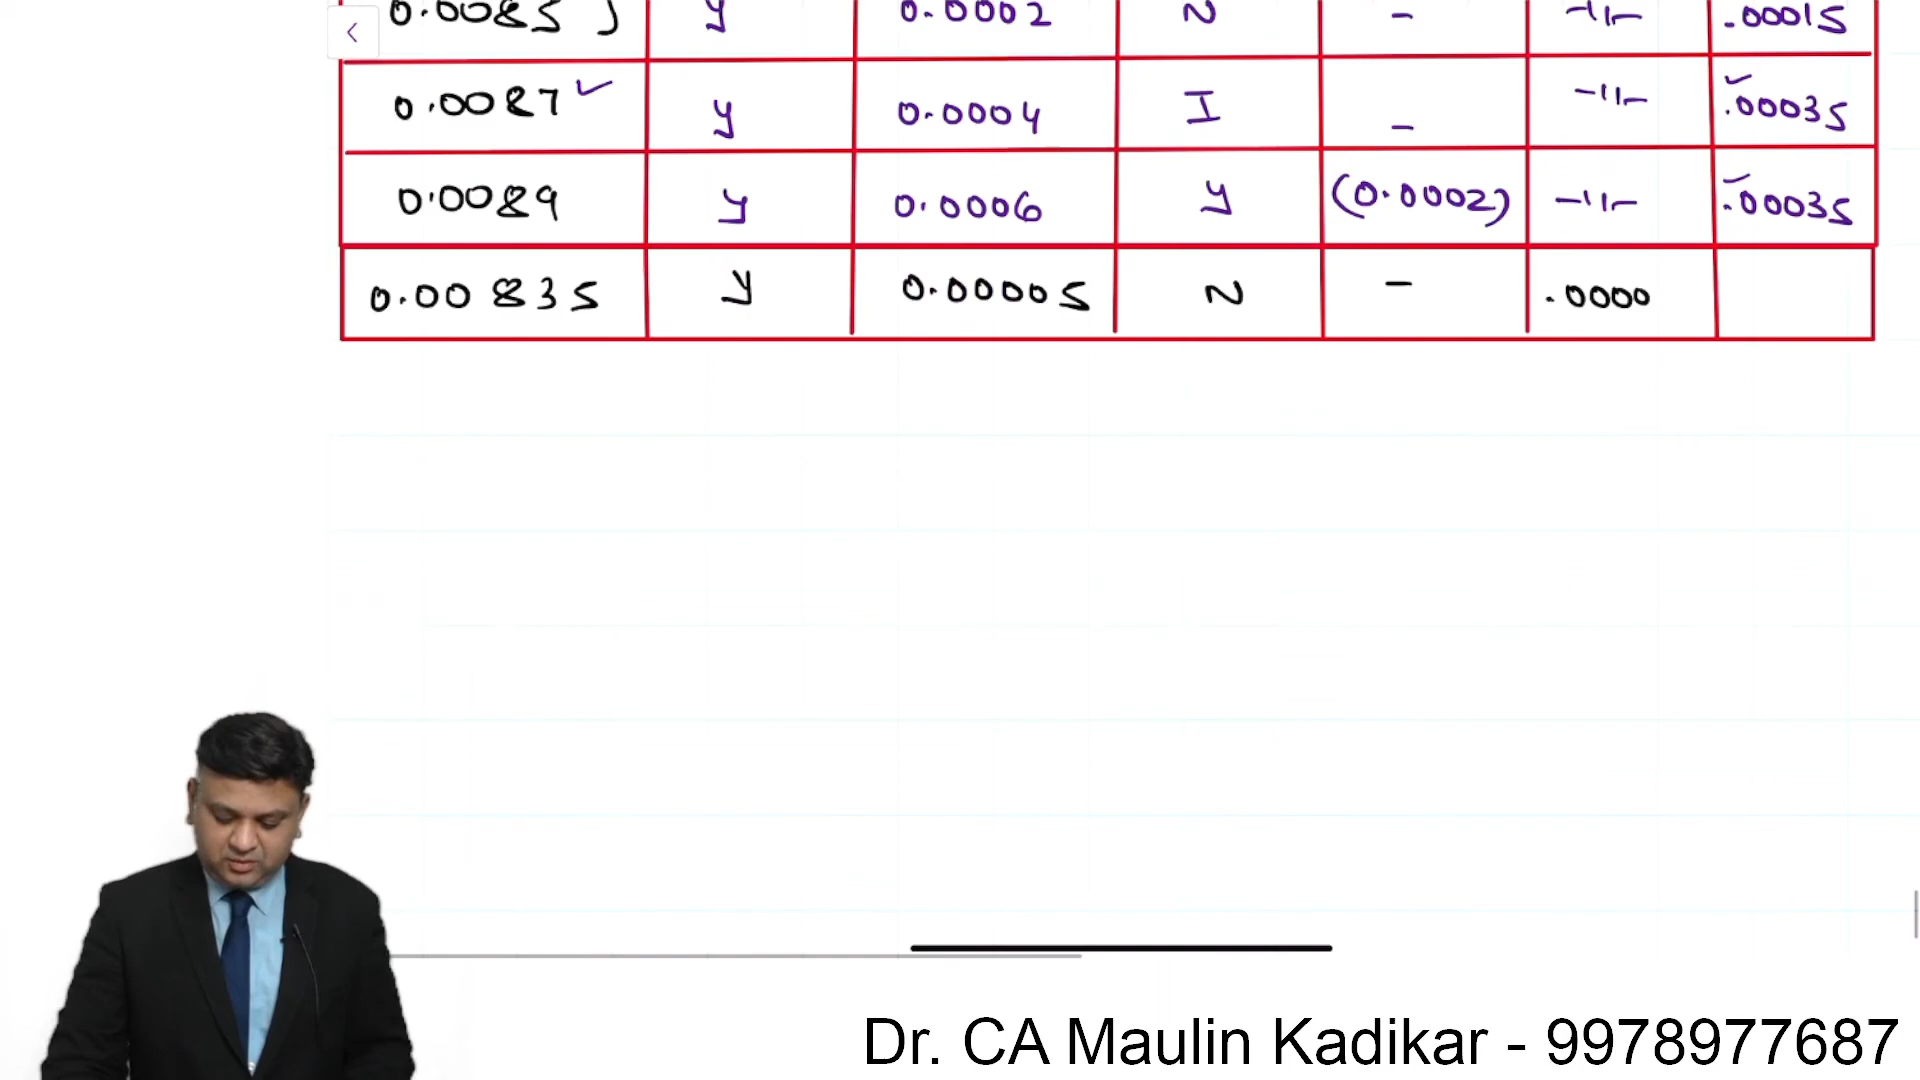 0.0085 Y 0.0002 N - -11- .00015
0.0087 ✓ Y 0.0004 I - -11- ✓.00035
0.0089 Y 0.0006 Y (0.0002) -11- ✓.00035
0.00835 Y 0.00005 N - .0000
Dr. CA Maulin Kadikar - 9978977687